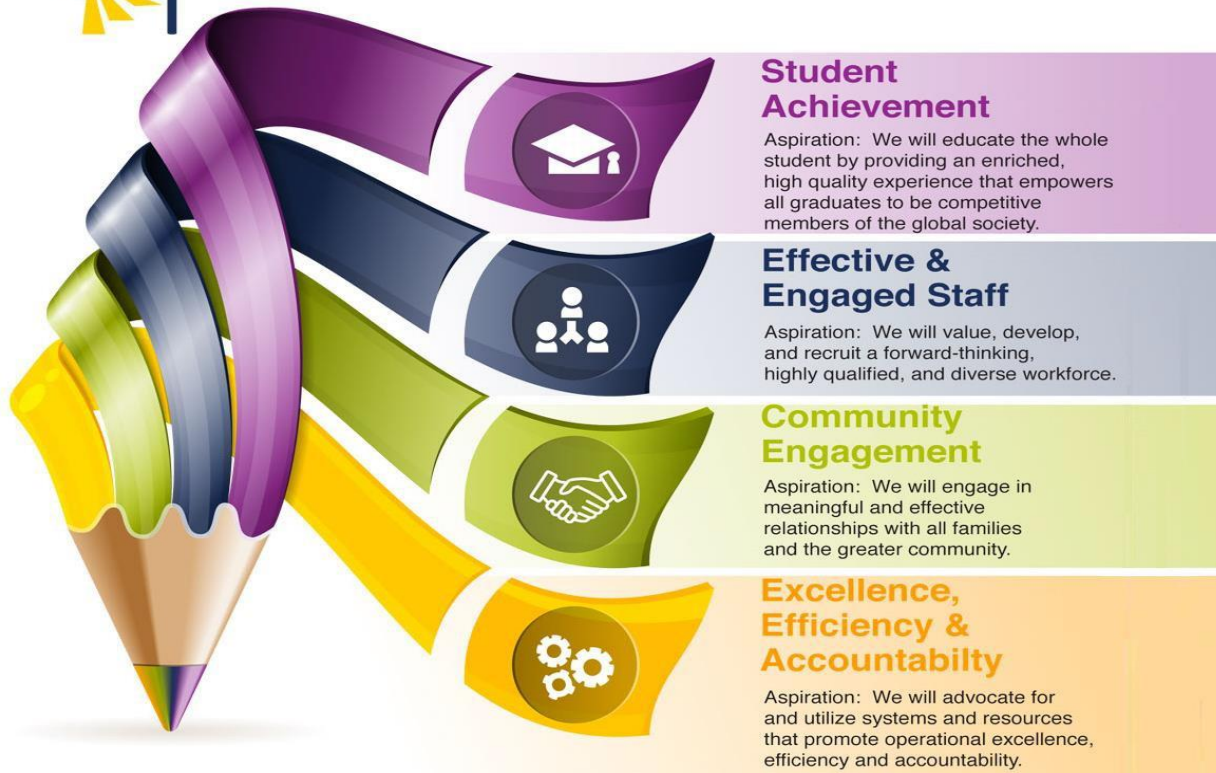 Student
Achievement
Aspiration: We will educate the whole
student by providing an enriched,
high quality experience that empowers
all graduates to be competitive
members of the global society.
Effective &
Engaged Staff
Aspiration: We will value, develop,
and recruit a forward-thinking,
highly qualified, and diverse workforce.
Community
Engagement
Aspiration: We will engage in
meaningful and effective
relationships with all families
and the greater community.
Excellence,
Efficiency &
Accountabilty
Aspiration: We will advocate for
and utilize systems and resources
that promote operational excellence,
efficiency and accountability.